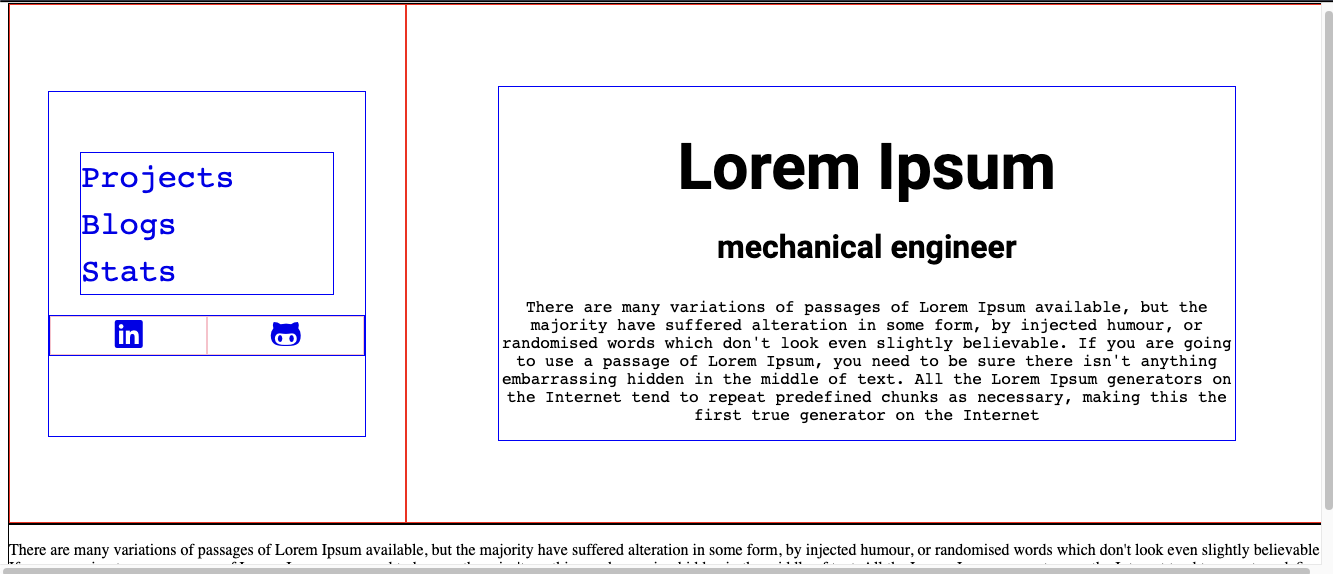 Projects
Blogs
Stats
in
Lorem Ipsum
mechanical engineer
There are many variations of passages of Lorem Ipsum available, but the
majority have suffered alteration in some form, by injected humour, or
randomised words which don't look even slightly believable. If you are going
to use a passage of Lorem Ipsum, you need to be sure there isn't anything
embarrassing hidden in the middle of text. All the Lorem Ipsum generators on
the Internet tend to repeat predefined chunks as necessary, making this the
first true generator on the Internet
There are many variations of passages of Lorem Ipsum available, but the majority have suffered alteration in some form, by injected humour, or randomised words which don't look even slightly believable